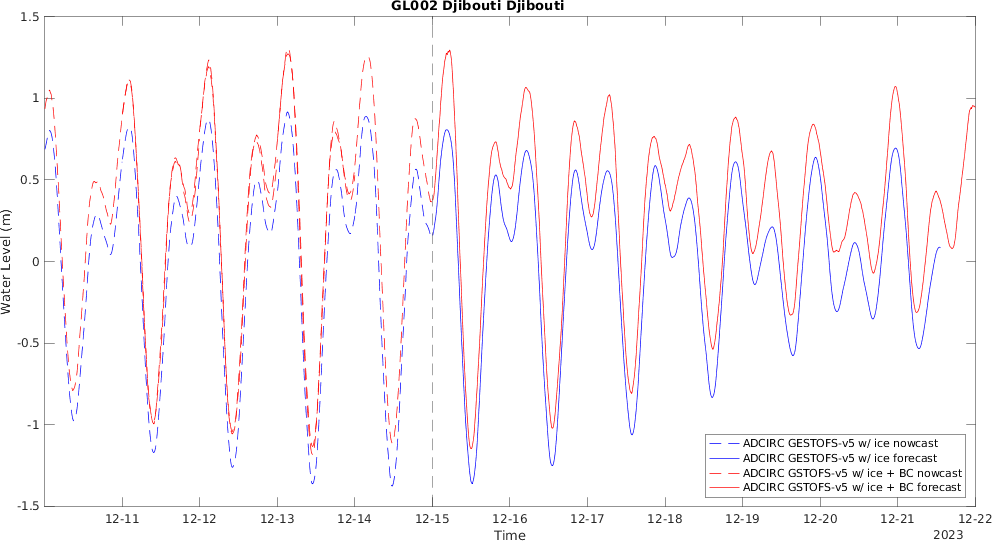 GL002 Djibouti Djibouti
1.5
1
0.5
0
-0.5
-1
-1.5
Water Level (m)
12-11 12-12 12-13 12-14 12-15 12-16 12-17 12-18 12-19 12-20 12-21 12-22
Time
2023
ADCIRC GESTOFS-v5 w/ ice nowcast
ADCIRC GESTOFS-v5 w/ ice forecast
ADCIRC GSTOFS-v5 w/ ice + BC nowcast
ADCIRC GSTOFS-v5 w/ ice + BC forecast